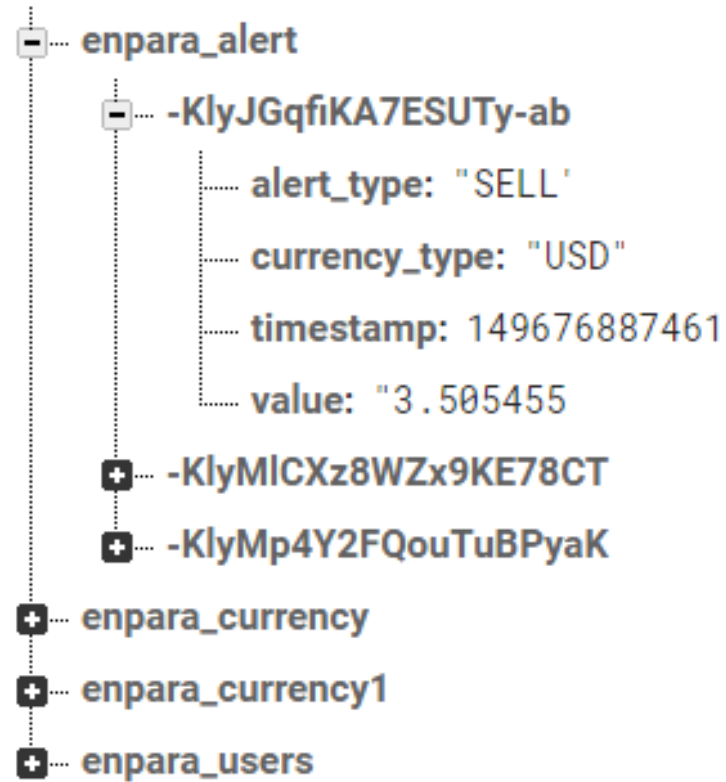 enpara_alert
-KlyJGqfiKA7ESUTy-ab
alert_type: "SELL'
currency_type: "USD"
timestamp: 149676887461
value: "3.505455
-KlyMlCXz8WZx9KE78CT
-KlyMp4Y2FQouTuBPyaK
enpara_currency
enpara_currency1
enpara_users